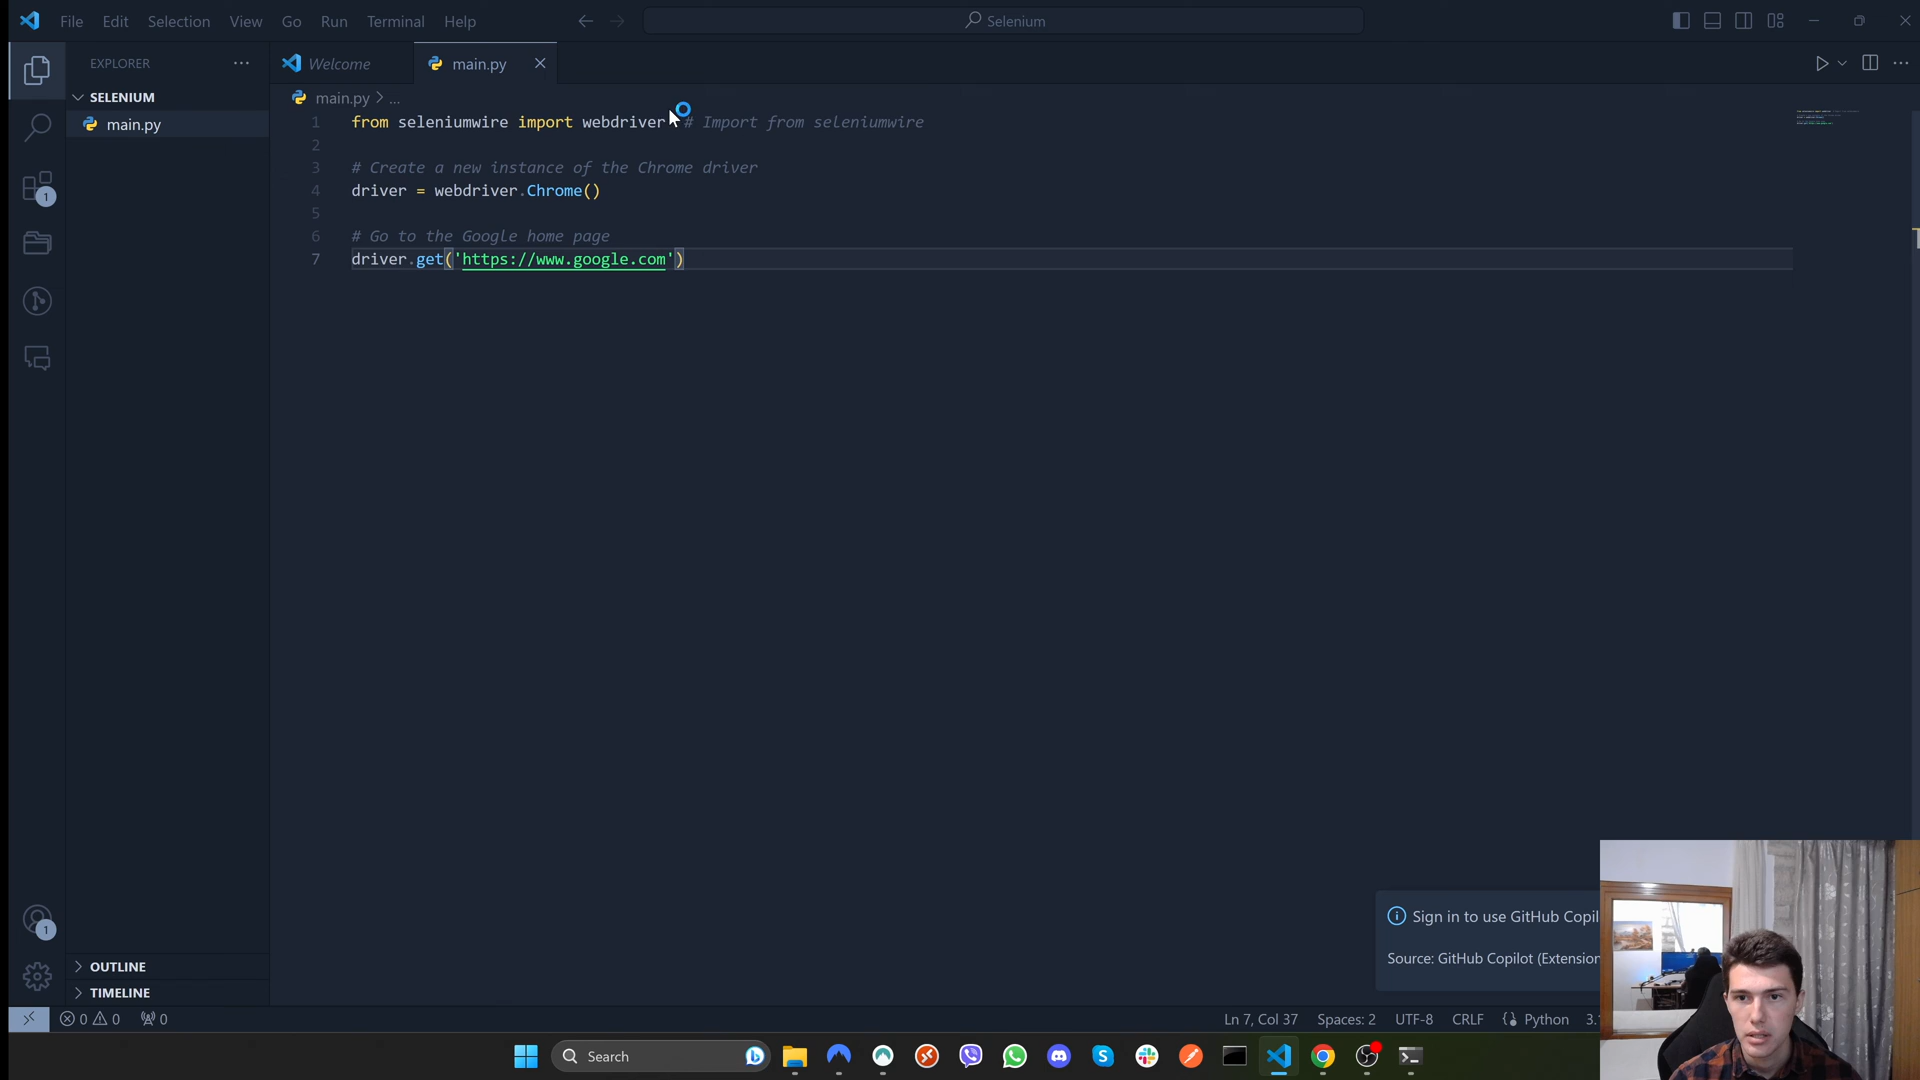 File Edit Selection View Go Run Terminal Help
Selenium
EXPLORER
Welcome
main.py
SELENIUM
main.py
main.py > ...
1 from seleniumwire import webdriver # Import from seleniumwire
2
3 # Create a new instance of the Chrome driver
4 driver = webdriver.Chrome()
5
6 # Go to the Google home page
7 driver.get('https://www.google.com')
1
1
Sign in to use GitHub Copil
Source: GitHub Copilot (Extension
OUTLINE
TIMELINE
0 0 0
Ln 7, Col 37 Spaces: 2 UTF-8 CRLF Python 3.
Search